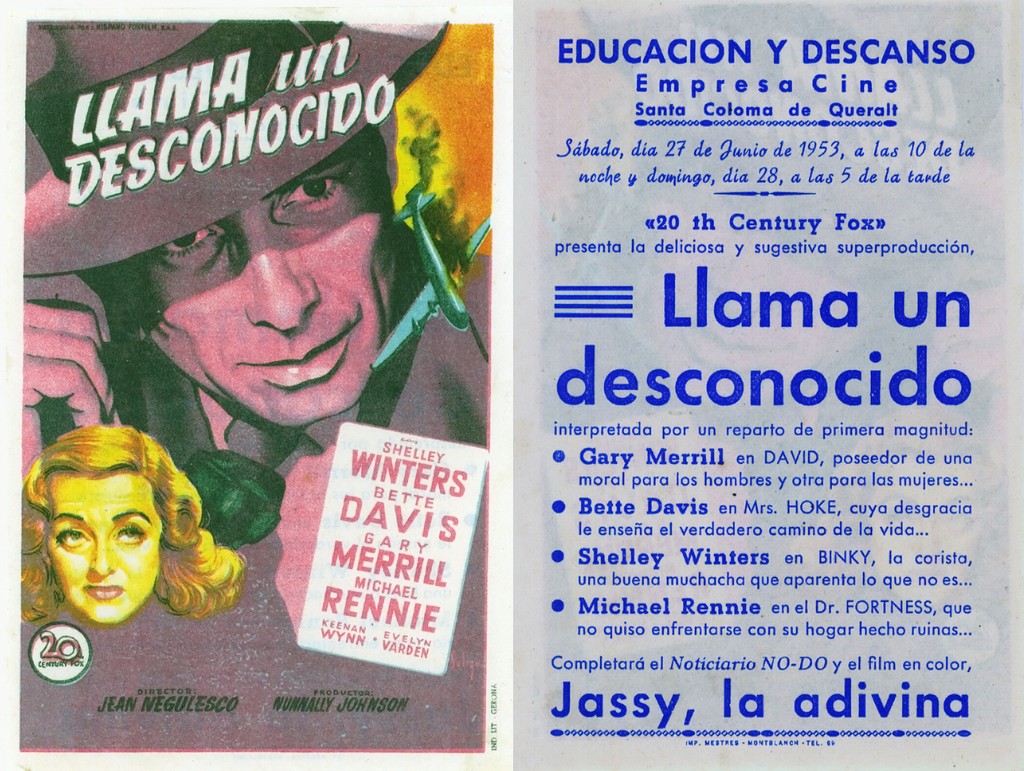 LLAMA un
DESCONOCIDO
SHELLEY
WINTERS
BETTE
DAVIS
GARY
MERRILL
MICHAEL
RENNIE
KEENAN
WYNN • EVELYN
VARDEN
20
CENTURY FOX
DIRECTOR:
JEAN NEGULESCO
PRODUCTOR:
NUNNALLY JOHNSON
IND. LIT - GERONA
EDUCACION Y DESCANSO
Empresa Cine
Santa Coloma de Queralt
Sábado, día 27 de Junio de 1953, a las 10 de la
noche y domingo, día 28, a las 5 de la tarde
«20 th Century Fox»
presenta la deliciosa y sugestiva superproducción,
Llama un
desconocido
interpretada por un reparto de primera magnitud:
● Gary Merrill en DAVID, poseedor de una
moral para los hombres y otra para las mujeres...
● Bette Davis en Mrs. HOKE, cuya desgracia
le enseña el verdadero camino de la vida...
● Shelley Winters en BINKY, la corista,
una buena muchacha que aparenta lo que no es...
● Michael Rennie en el Dr. FORTNESS, que
no quiso enfrentarse con su hogar hecho ruinas...
Completará el Noticiario NO-DO y el film en color,
Jassy, la adivina
IMP. MESTRES - MONTBLANCH - TEL. 69